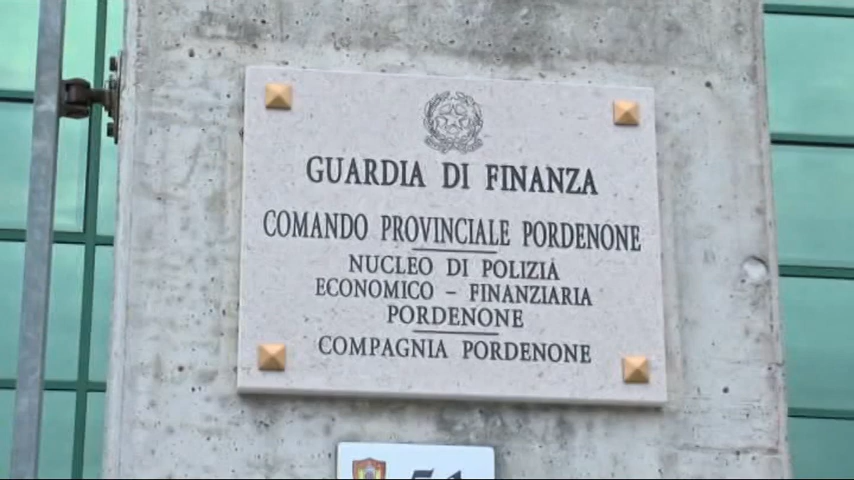 GUARDIA DI FINANZA
COMANDO PROVINCIALE PORDENONE
NUCLEO DI POLIZIA
ECONOMICO - FINANZIARIA
PORDENONE
COMPAGNIA PORDENONE